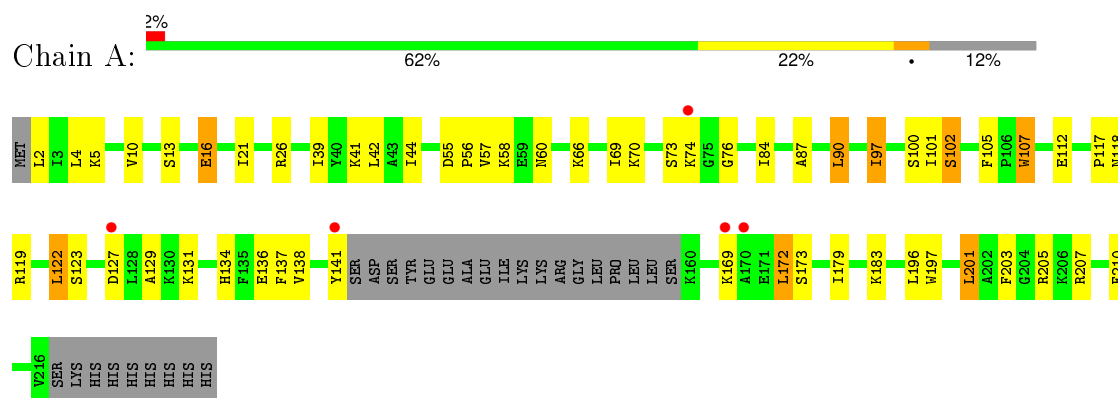 2%
Chain A:
62% 22% • 12%
MET L2 I3 L4 K5 V10 S13 E16 I21 R26 I39 Y40 K41 L42 A43 I44 D55 P56 V57 K58 E59 N60 K66 I69 K70 S73 K74 G75 G76 I84 A87 L90 I97 S100 I101 S102 F105 P106 W107 E112 P117 N118
R119 L122 S123 D127 L128 A129 K130 K131 H134 F135 E136 F137 V138 Y141 SER ASP SER TYR GLU GLU ALA GLU ILE LYS LYS ARG GLY LEU PRO LEU LEU SER K160 K169 A170 E171 L172 S173 I179 K183 L196 W197 L201 A202 F203 G204 R205 K206 R207
V216 SER LYS HIS HIS HIS HIS HIS HIS HIS